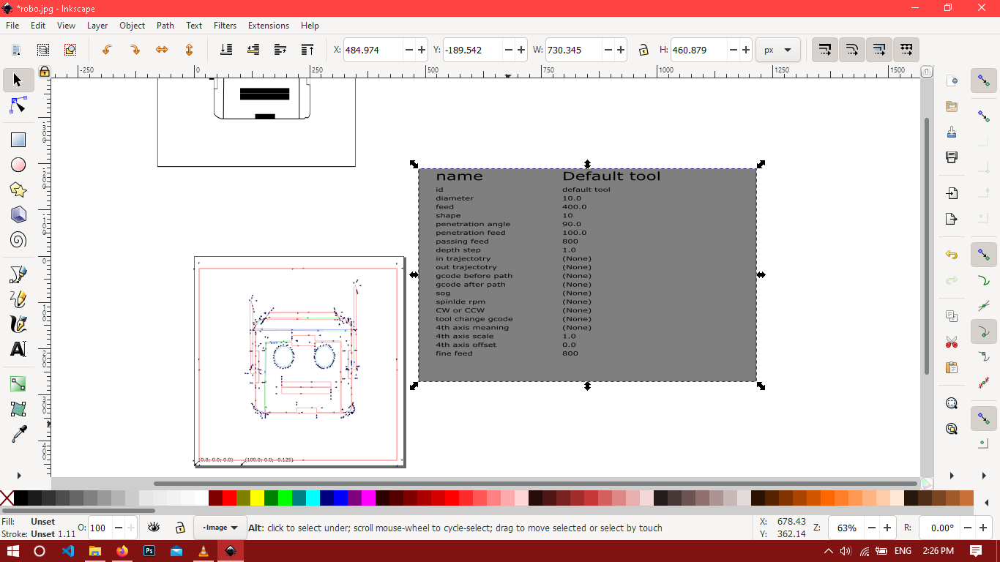 *robo.jpg - Inkscape
File Edit View Layer Object Path Text Filters Extensions Help
X: 484.974 Y: -189.542 W: 730.345 H: 460.879 px
-250 0 250 500 750 1000 1250 1500
-300
-200
-100
0
100
200
300
400
name Default tool
id default tool
diameter 10.0
feed 400.0
shape 10
penetration angle 90.0
penetration feed 100.0
passing feed 800
depth step 1.0
in trajectotry (None)
out trajectotry (None)
gcode before path (None)
gcode after path (None)
sog (None)
spinlde rpm (None)
CW or CCW (None)
tool change gcode (None)
4th axis meaning (None)
4th axis scale 1.0
4th axis offset 0.0
fine feed 800
(0.0; 0.0; 0.0) (100.0; 0.0; -0.125)
Fill: Unset
Stroke: Unset 1.11
O: 100
•Image
Alt: click to select under; scroll mouse-wheel to cycle-select; drag to move selected or select by touch
X: 678.43
Y: 362.14
Z: 63% R: 0.00°
ENG 2:26 PM